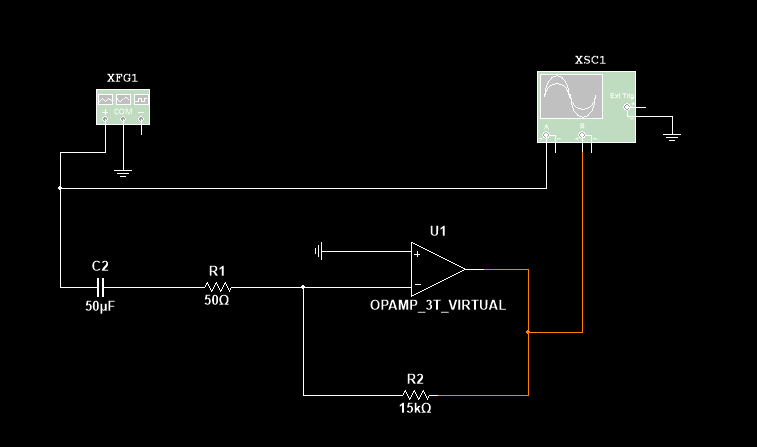 XFG1
COM
XSC1
Ext Trig
A
B
U1
OPAMP_3T_VIRTUAL
C2
50µF
R1
50Ω
R2
15kΩ